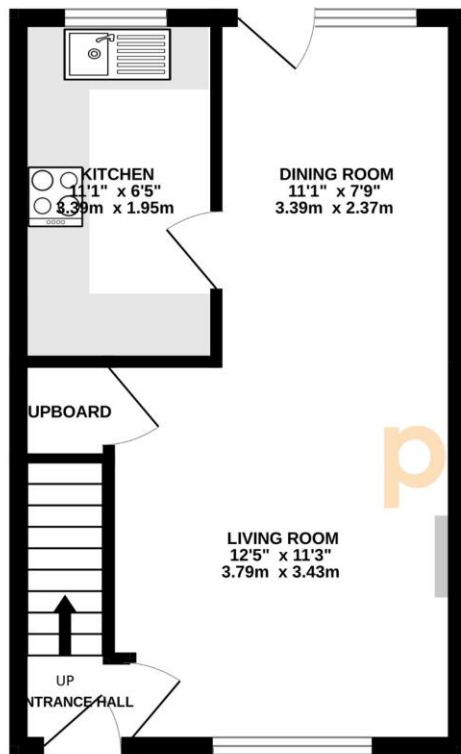 KITCHEN
11'1" x 6'5"
3.39m x 1.95m
DINING ROOM
11'1" x 7'9"
3.39m x 2.37m
UPBOARD
p
LIVING ROOM
12'5" x 11'3"
3.79m x 3.43m
UP
NTRANCE HALL